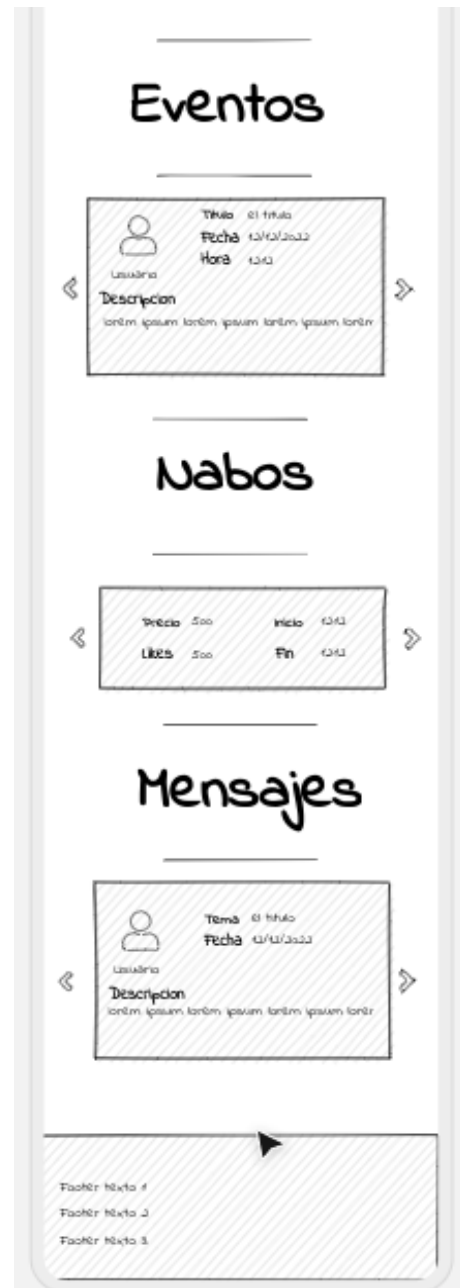 Eventos
Titulo El titulo
Fecha 12/12/2022
Hora 12:12
Usuario
Descripcion
lorem ipsum lorem ipsum lorem ipsum lorem
Nabos
Precio 500 Inicio 12:12
Likes 500 Fin 12:12
Mensajes
Tema El titulo
Fecha 12/12/2022
Usuario
Descripcion
lorem ipsum lorem ipsum lorem ipsum lorem
Footer texto 1
Footer texto 2
Footer texto 3